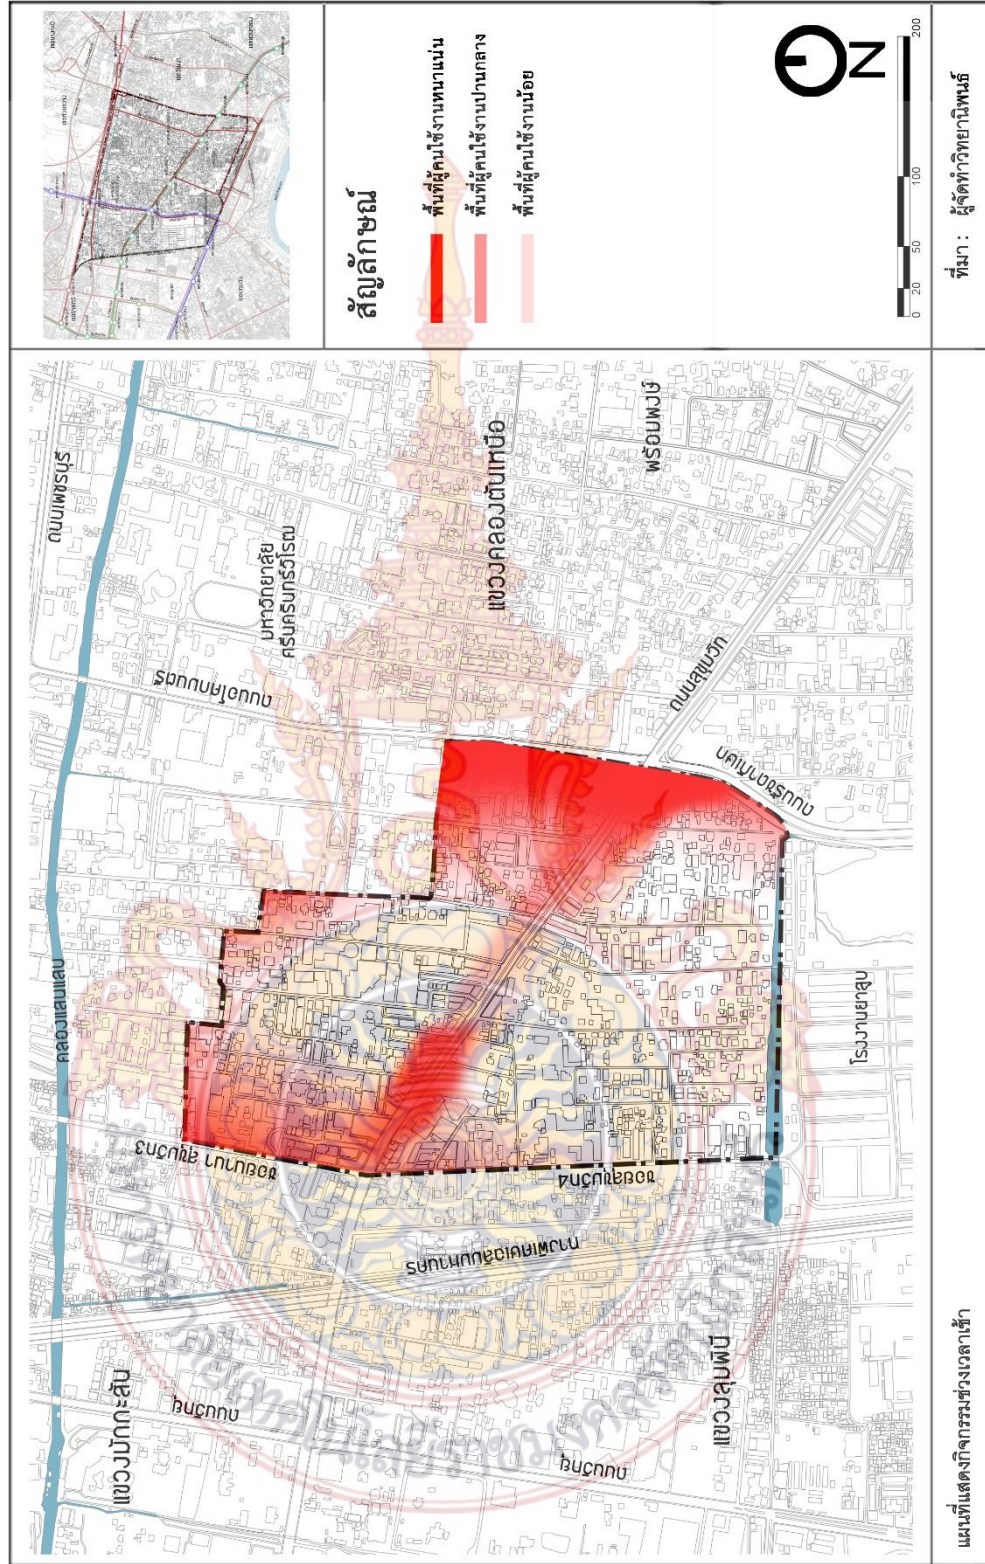 ถนนเพชรบุรี
คลองแสนแสบ
แขวงมักกะสัน
มหาวิทยาลัย
ศรีนครินทร์วิโรฒ
ถนนอโศกมนตรี
ซอยนานา สุขุมวิท3
ถนนวิทยุ
แขวงคลองตันเหนือ
ทางพิเศษเฉลิมมหานคร
พร้อมพงษ์
ถนนสุขุมวิท
ซอยสุขุมวิท4
ถนนวิทยุ
แขวงลุมพินี
ถนนรัชดาภิเษก
โรงงานยาสูบ
สัญลักษณ์
พื้นที่ผู้คนใช้งานหนาแน่น
พื้นที่ผู้คนใช้งานปานกลาง
พื้นที่ผู้คนใช้งานน้อย
N
0 20 50 100 200
แผนที่แสดงกิจกรรมช่วงเวลาเช้า
ที่มา : ผู้จัดทำวิทยานิพนธ์